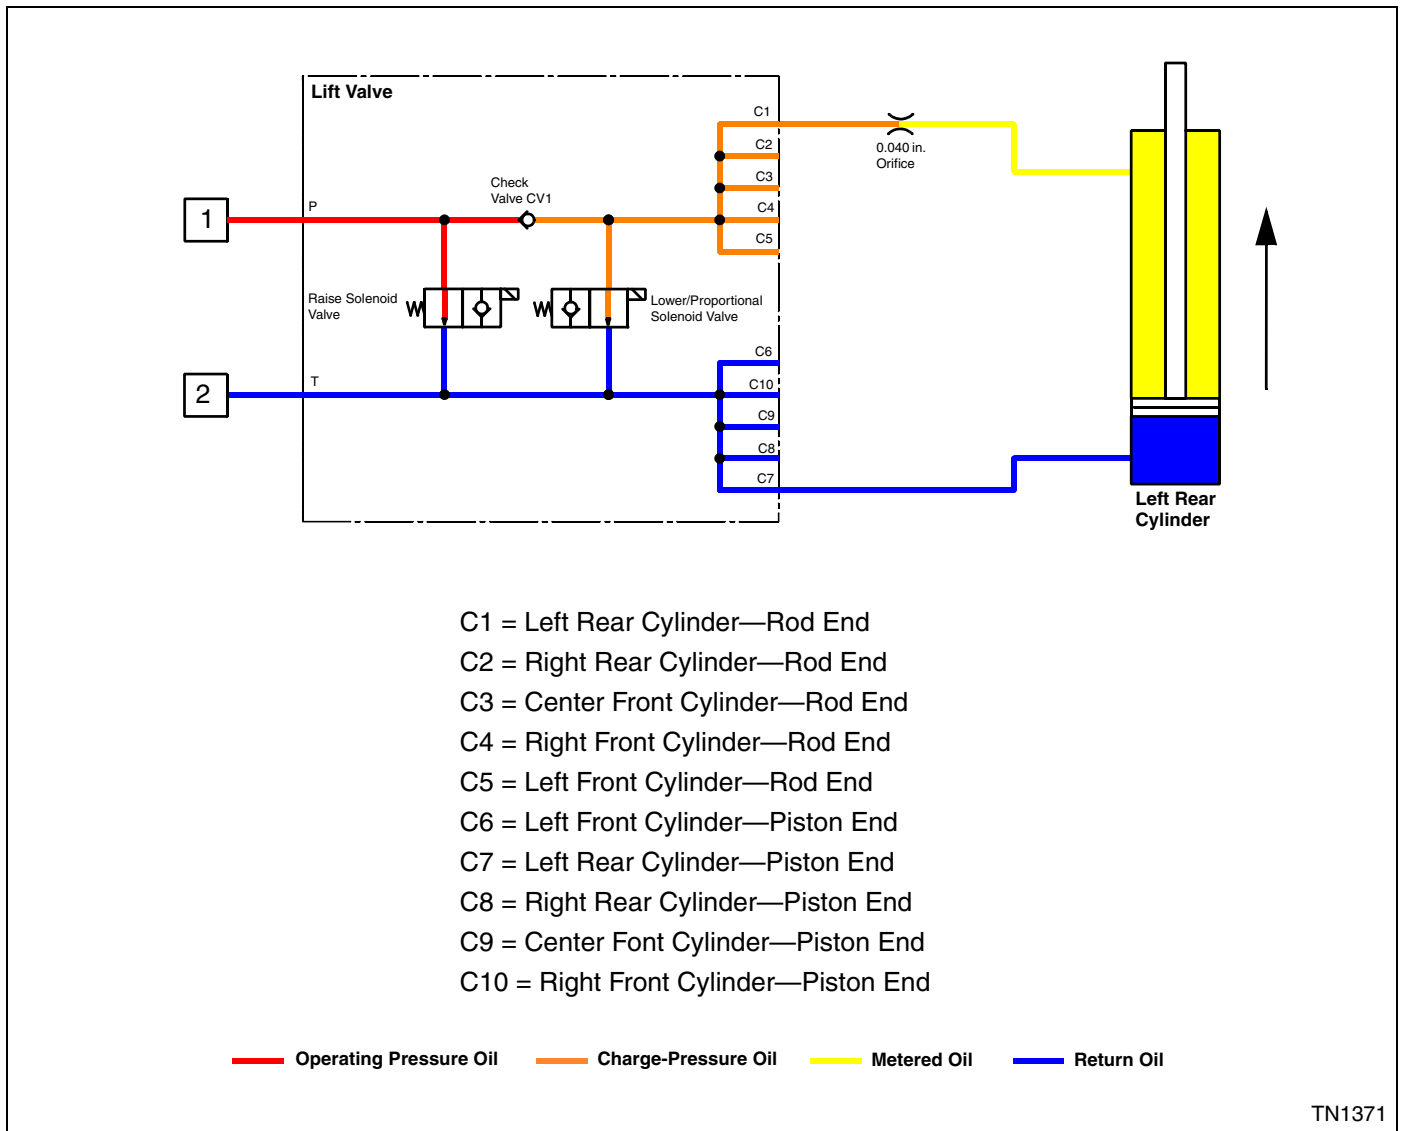 Lift Valve
C1
C2
C3
C4
C5
0.040 in.
Orifice
Check
Valve CV1
1
P
Raise Solenoid
Valve
Lower/Proportional
Solenoid Valve
2
T
C6
C10
C9
C8
C7
Left Rear
Cylinder
C1 = Left Rear Cylinder—Rod End
C2 = Right Rear Cylinder—Rod End
C3 = Center Front Cylinder—Rod End
C4 = Right Front Cylinder—Rod End
C5 = Left Front Cylinder—Rod End
C6 = Left Front Cylinder—Piston End
C7 = Left Rear Cylinder—Piston End
C8 = Right Rear Cylinder—Piston End
C9 = Center Font Cylinder—Piston End
C10 = Right Front Cylinder—Piston End
Operating Pressure Oil
Charge-Pressure Oil
Metered Oil
Return Oil
TN1371